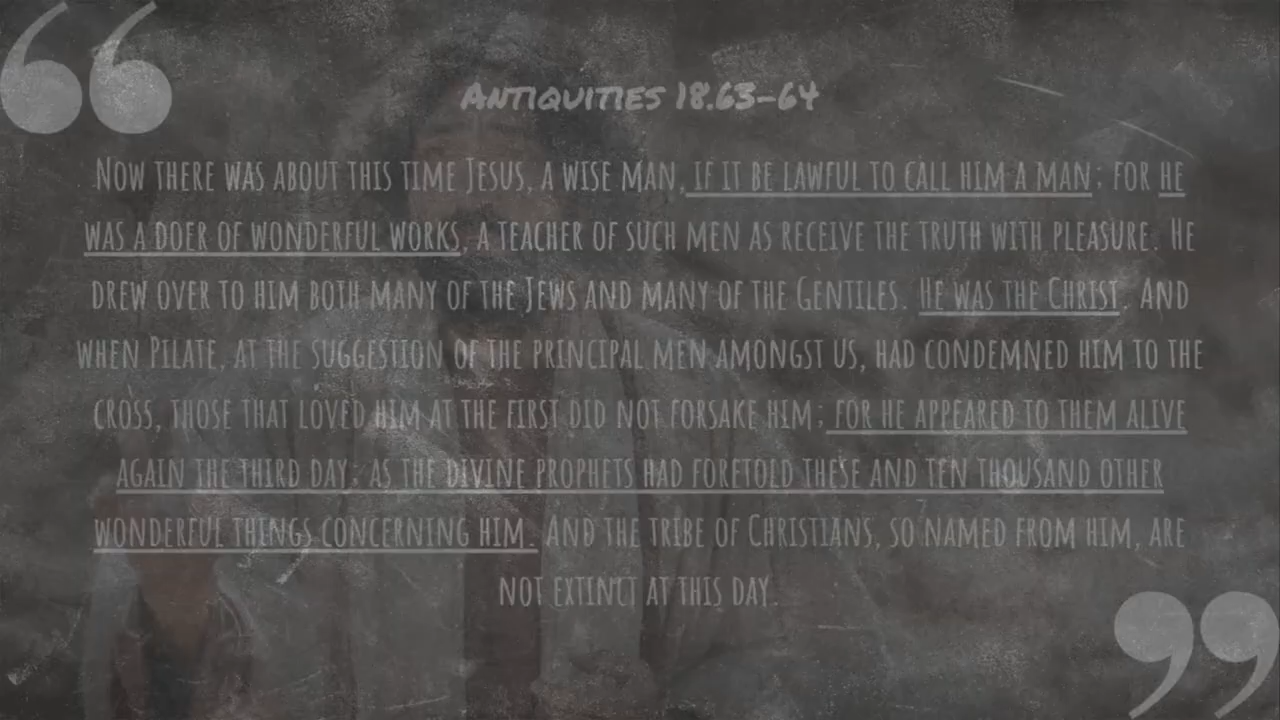 Antiquities 18.63-64
Now there was about this time Jesus, a wise man, if it be lawful to call him a man; for he
was a doer of wonderful works, a teacher of such men as receive the truth with pleasure. He
drew over to him both many of the Jews and many of the Gentiles. He was the Christ. And
when Pilate, at the suggestion of the principal men amongst us, had condemned him to the
cross, those that loved him at the first did not forsake him; for he appeared to them alive
again the third day; as the divine prophets had foretold these and ten thousand other
wonderful things concerning him. And the tribe of Christians, so named from him, are
not extinct at this day.